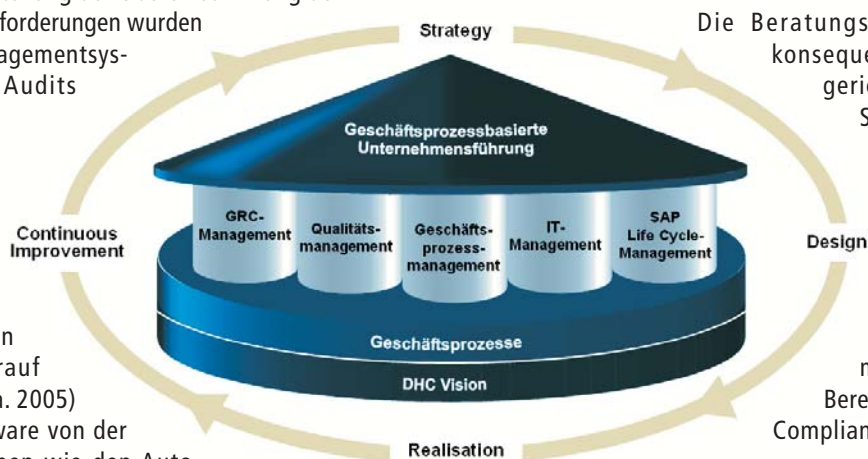 forderungen wurden
agementsys-
Audits
Strategy
Die Beratungs
konseque
geri
S
Geschäftsprozessbasierte
Unternehmensführung
GRC-
Management
Qualitäts-
management
Geschäfts-
prozess-
management
IT-
Management
SAP
Life Cycle-
Management
Continuous
Improvement
Design
Geschäftsprozesse
DHC Vision
Realisation
n
rauf
a. 2005)
ware von der
Bere
Complian